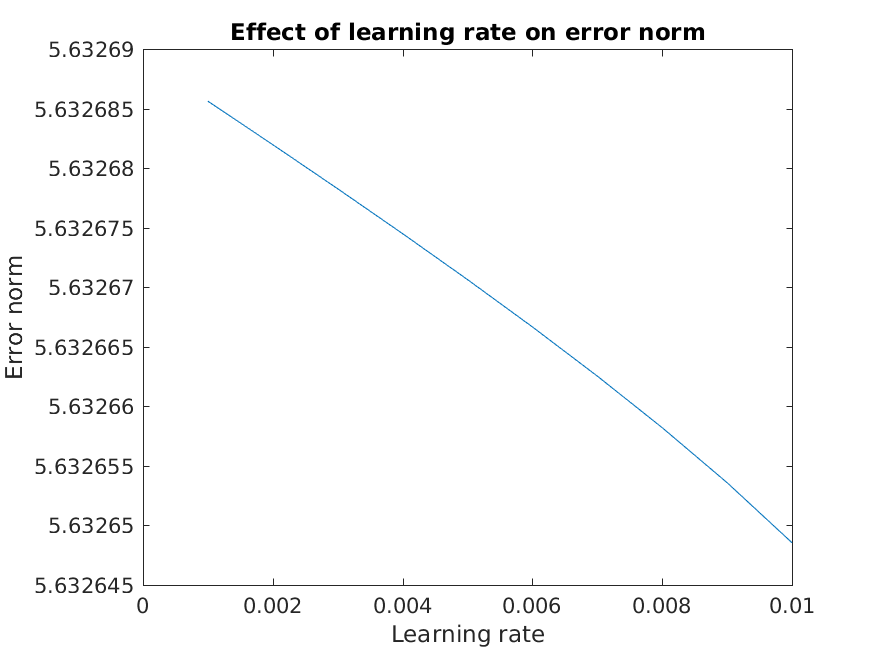 Effect of learning rate on error norm
5.63269
5.632685
5.63268
5.632675
5.63267
5.632665
5.63266
5.632655
5.63265
5.632645
Error norm
0 0.002 0.004 0.006 0.008 0.01
Learning rate